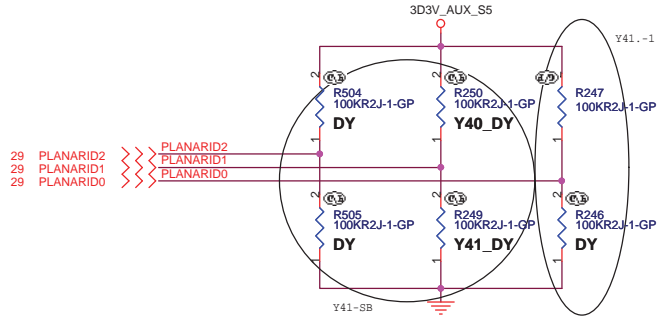 3D3V_AUX_S5
Y41.-1
2 2 2
R504 R250 R247
100KR2J-1-GP 100KR2J-1-GP 100KR2J-1-GP
DY Y40_DY
1 1 1
29 PLANARID2 PLANARID2
29 PLANARID1 PLANARID1
29 PLANARID0 PLANARID0
2 2 2
R505 R249 R246
100KR2J-1-GP 100KR2J-1-GP 100KR2J-1-GP
DY Y41_DY DY
1 1 1
Y41-SB